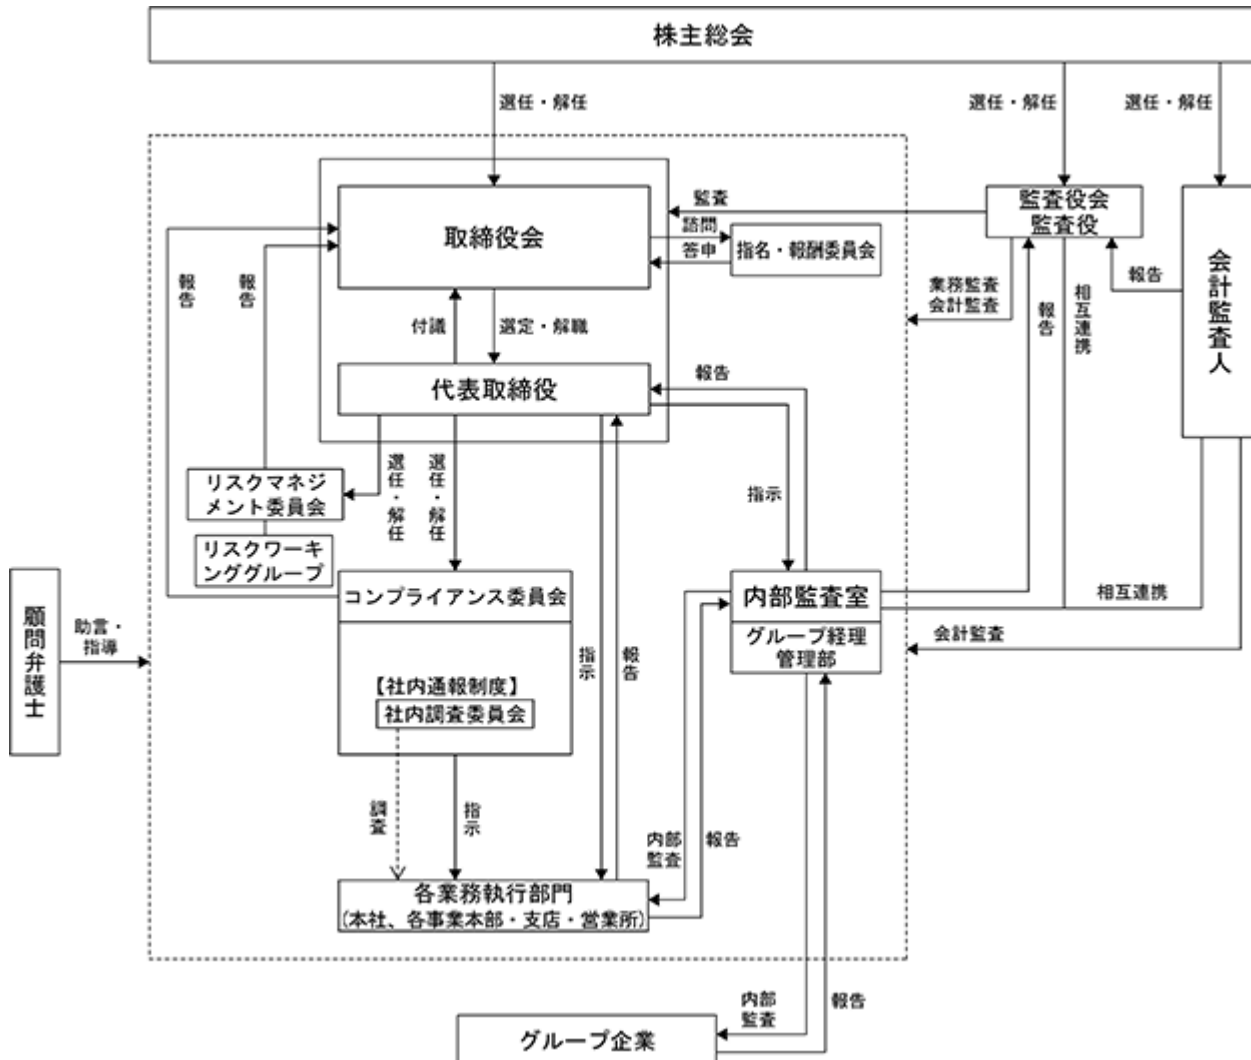 株主総会
選任・解任
選任・解任
選任・解任
監査役会
監査役
監査
取締役会
諮問
答申
指名・報酬委員会
会計監査人
報告
報告
報告
業務監査
会計監査
報告
相互連携
付議
選定・解職
代表取締役
報告
選任・解任
選任・解任
指示
リスクマネジ
メント委員会
リスクワーキ
ンググループ
コンプライアンス委員会
内部監査室
グループ経理
管理部
相互連携
会計監査
顧問弁護士
助言・
指導
指示
報告
【社内通報制度】
社内調査委員会
調査
指示
内部
監査
報告
各業務執行部門
(本社、各事業本部・支店・営業所)
内部
監査
報告
グループ企業